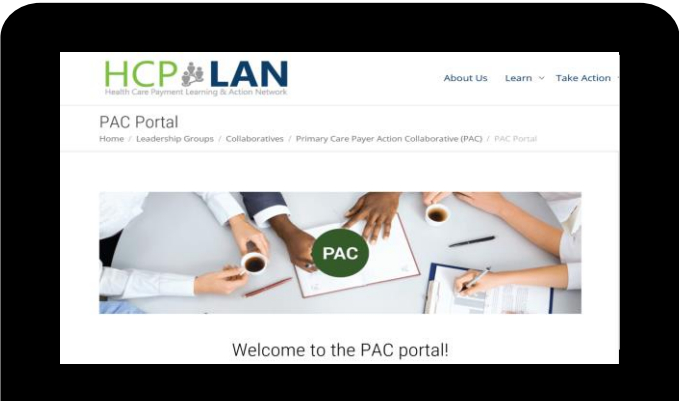 HCP LAN
Health Care Payment Learning & Action Network
About Us Learn Take Action
PAC Portal
Home / Leadership Groups / Collaboratives / Primary Care Payer Action Collaborative (PAC) / PAC Portal
PAC
Welcome to the PAC portal!